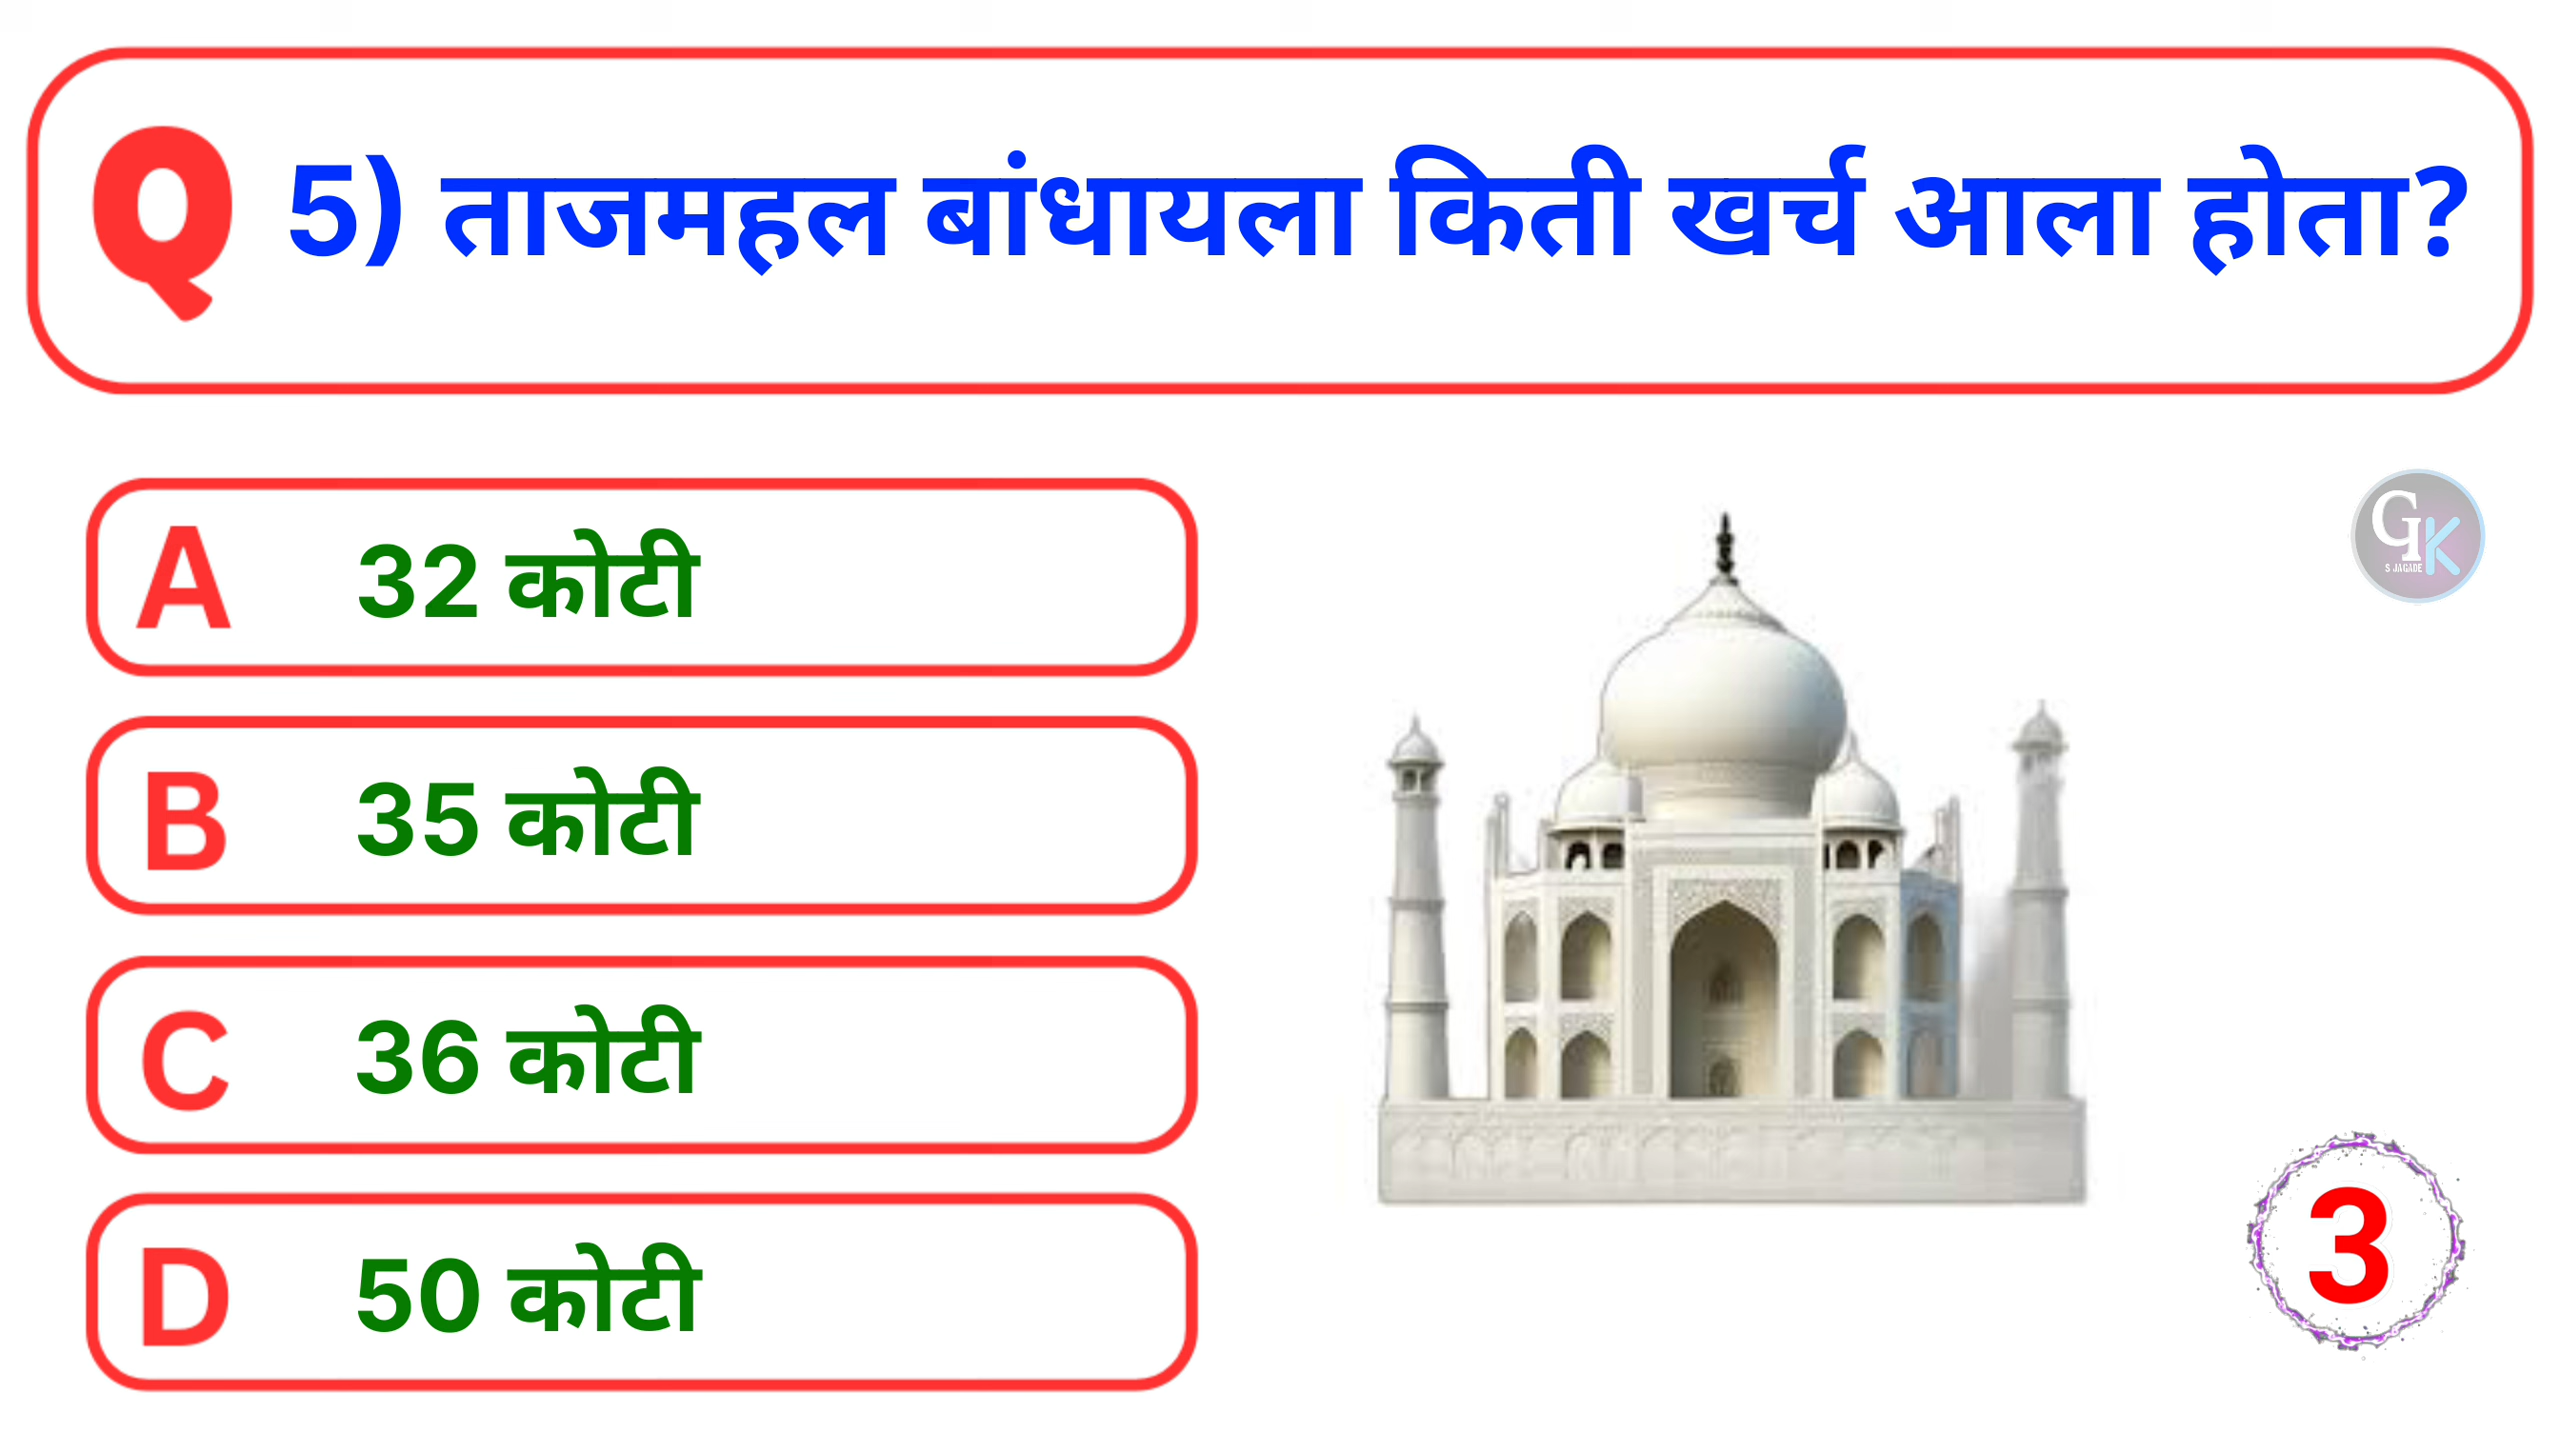 Q 5) ताजमहल बांधायला किती खर्च आला होता?
A 32 कोटी
B 35 कोटी
C 36 कोटी
D 50 कोटी
GK
S JAGADE
3